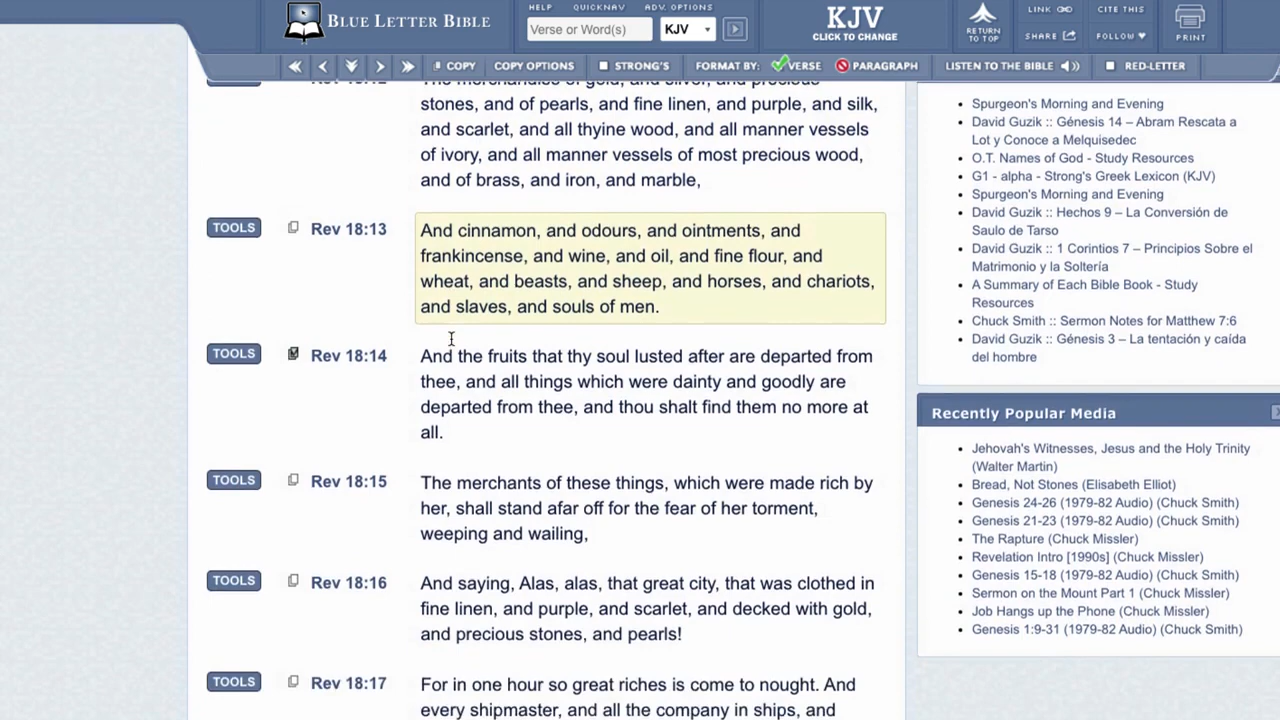 BLUE LETTER BIBLE
HELP QUICKNAV ADV. OPTIONS
Verse or Word(s) KJV
KJV
CLICK TO CHANGE
RETURN
TO TOP
LINK
SHARE
CITE THIS
FOLLOW
PRINT
COPY COPY OPTIONS STRONG'S FORMAT BY: VERSE PARAGRAPH LISTEN TO THE BIBLE RED-LETTER
stones, and of pearls, and fine linen, and purple, and silk,
and scarlet, and all thyine wood, and all manner vessels
of ivory, and all manner vessels of most precious wood,
and of brass, and iron, and marble,
TOOLS Rev 18:13 And cinnamon, and odours, and ointments, and
frankincense, and wine, and oil, and fine flour, and
wheat, and beasts, and sheep, and horses, and chariots,
and slaves, and souls of men.
TOOLS Rev 18:14 And the fruits that thy soul lusted after are departed from
thee, and all things which were dainty and goodly are
departed from thee, and thou shalt find them no more at
all.
TOOLS Rev 18:15 The merchants of these things, which were made rich by
her, shall stand afar off for the fear of her torment,
weeping and wailing,
TOOLS Rev 18:16 And saying, Alas, alas, that great city, that was clothed in
fine linen, and purple, and scarlet, and decked with gold,
and precious stones, and pearls!
TOOLS Rev 18:17 For in one hour so great riches is come to nought. And
every shipmaster, and all the company in ships, and
Spurgeon's Morning and Evening
David Guzik :: Génesis 14 – Abram Rescata a
Lot y Conoce a Melquisedec
O.T. Names of God - Study Resources
G1 - alpha - Strong's Greek Lexicon (KJV)
Spurgeon's Morning and Evening
David Guzik :: Hechos 9 – La Conversión de
Saulo de Tarso
David Guzik :: 1 Corintios 7 – Principios Sobre el
Matrimonio y la Soltería
A Summary of Each Bible Book - Study
Resources
Chuck Smith :: Sermon Notes for Matthew 7:6
David Guzik :: Génesis 3 – La tentación y caída
del hombre
Recently Popular Media
Jehovah's Witnesses, Jesus and the Holy Trinity
(Walter Martin)
Bread, Not Stones (Elisabeth Elliot)
Genesis 24-26 (1979-82 Audio) (Chuck Smith)
Genesis 21-23 (1979-82 Audio) (Chuck Smith)
The Rapture (Chuck Missler)
Revelation Intro [1990s] (Chuck Missler)
Genesis 15-18 (1979-82 Audio) (Chuck Smith)
Sermon on the Mount Part 1 (Chuck Missler)
Job Hangs up the Phone (Chuck Missler)
Genesis 1:9-31 (1979-82 Audio) (Chuck Smith)